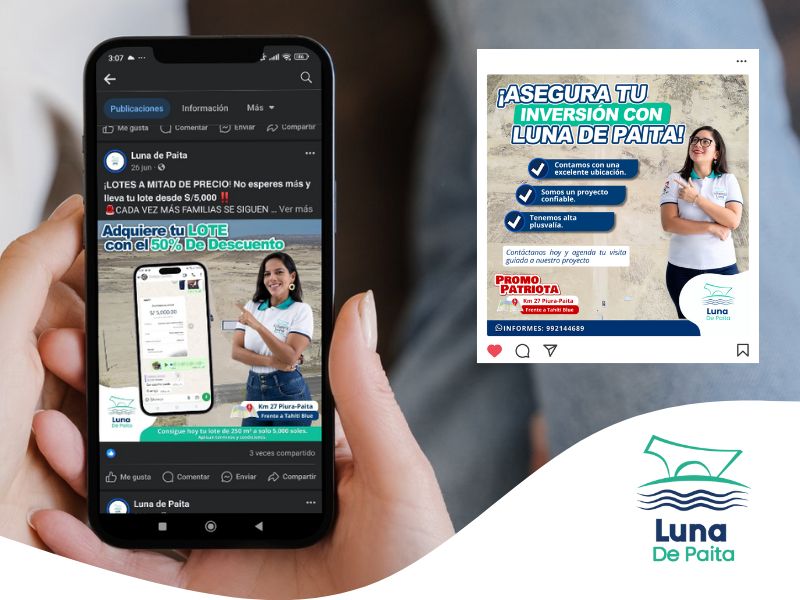 3:07
Publicaciones
Información
Más
Me gusta
Comentar
Enviar
Compartir
Luna de Paita
26 jun
¡LOTES A MITAD DE PRECIO! No esperes más y
lleva tu lote desde S/5,000 ‼️
🚨CADA VEZ MÁS FAMILIAS SE SIGUEN ... Ver más
Adquiere tu LOTE
con el 50% De Descuento
S/ 5,000.00
Luna
De Paita
Km 27 Piura-Paita
Frente a Tahití Blue
Consigue hoy tu lote de 250 m² a solo 5,000 soles.
Aplican términos y condiciones.
3 veces compartido
Me gusta
Comentar
Enviar
Compartir
Luna de Paita
¡ASEGURA TU
INVERSIÓN CON
LUNA DE PAITA!
Contamos con una
excelente ubicación.
Somos un proyecto
confiable.
Tenemos alta
plusvalía.
Contáctanos hoy y agenda tu visita
guiada a nuestro proyecto
PROMO
PATRIOTA
Km 27 Piura-Paita
Frente a Tahití Blue
INFORMES: 992144689
Luna
De Paita
Luna
De Paita